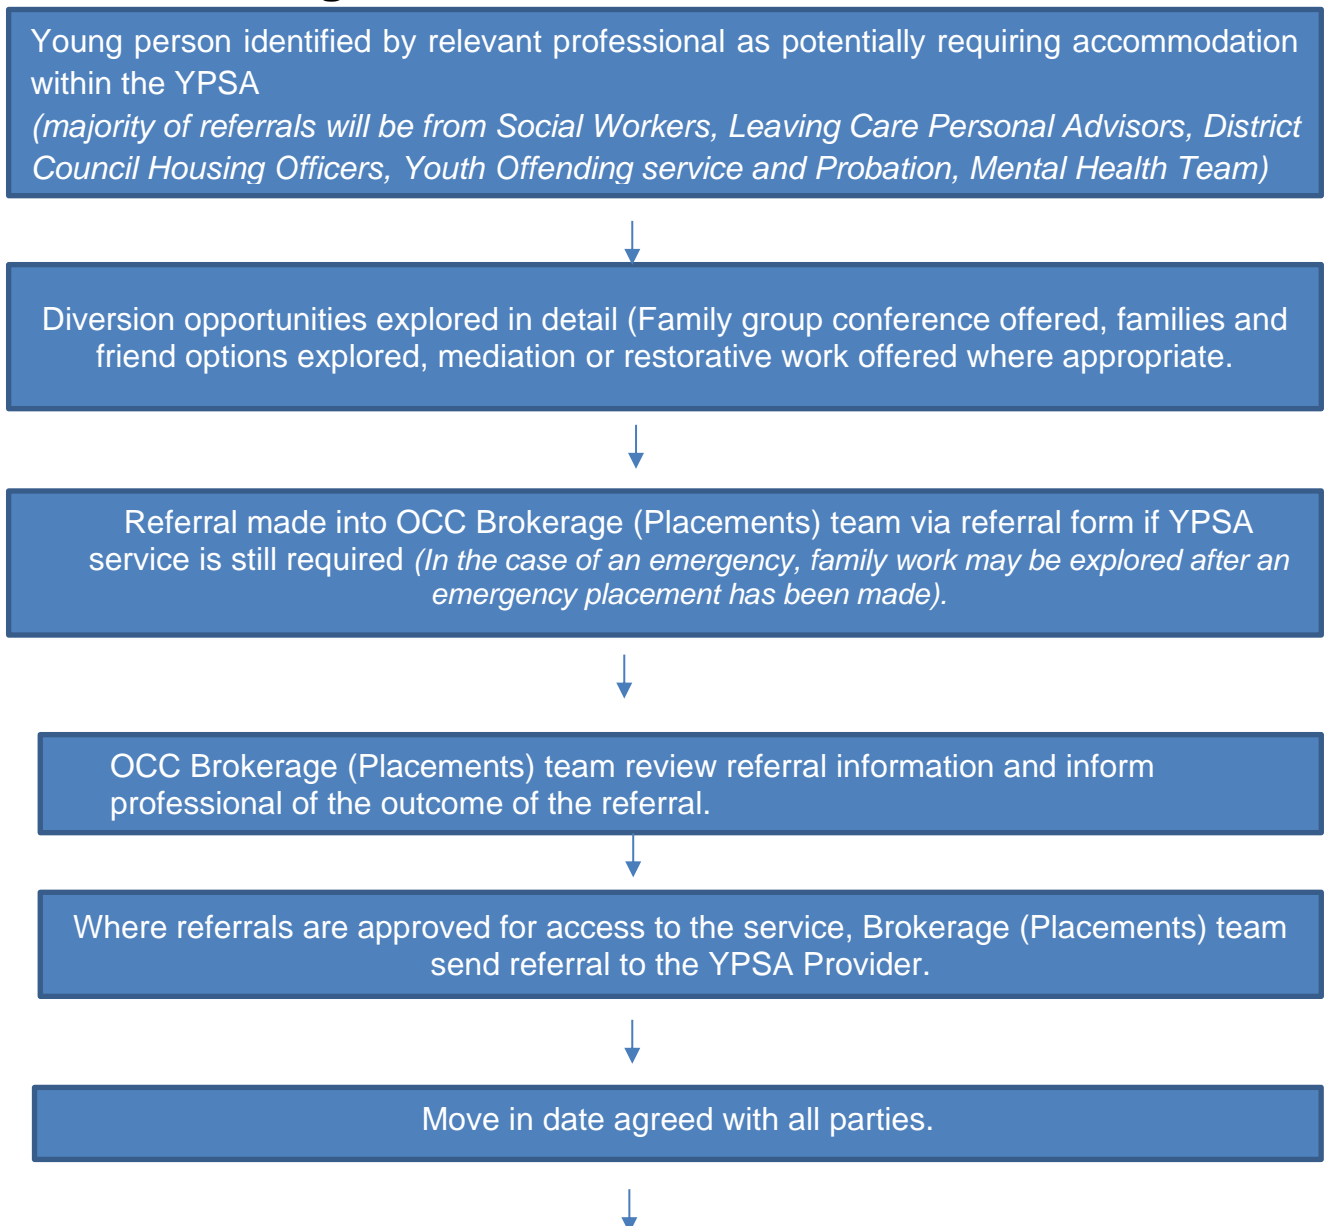 Young person identified by relevant professional as potentially requiring accommodation
within the YPSA
(majority of referrals will be from Social Workers, Leaving Care Personal Advisors, District
Council Housing Officers, Youth Offending service and Probation, Mental Health Team)
Diversion opportunities explored in detail (Family group conference offered, families and
friend options explored, mediation or restorative work offered where appropriate.
Referral made into OCC Brokerage (Placements) team via referral form if YPSA
service is still required (In the case of an emergency, family work may be explored after an
emergency placement has been made).
OCC Brokerage (Placements) team review referral information and inform
professional of the outcome of the referral.
Where referrals are approved for access to the service, Brokerage (Placements) team
send referral to the YPSA Provider.
Move in date agreed with all parties.